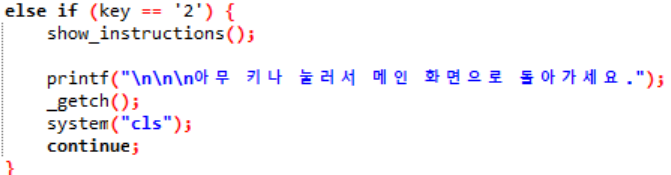 else if (key == '2') {
    show_instructions();

    printf("\n\n\n아무 키나 눌러서 메인 화면으로 돌아가세요.");
    _getch();
    system("cls");
    continue;
}